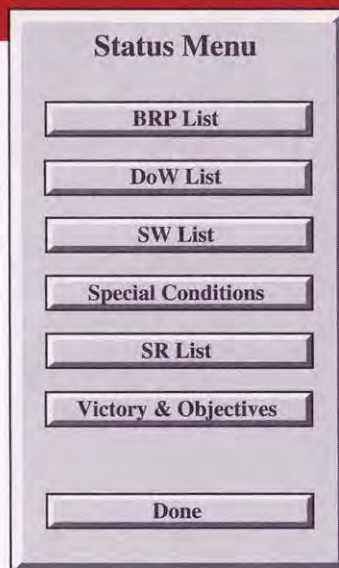 Status Menu
BRP List
DoW List
SW List
Special Conditions
SR List
Victory & Objectives
Done